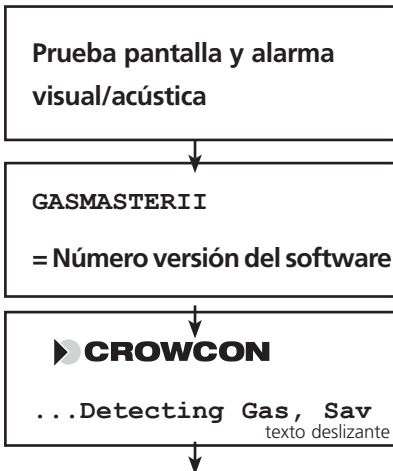 Prueba pantalla y alarma
visual/acústica
GASMASTERII
= Número versión del software
CROWCON
...Detecting Gas, Sav
texto deslizante